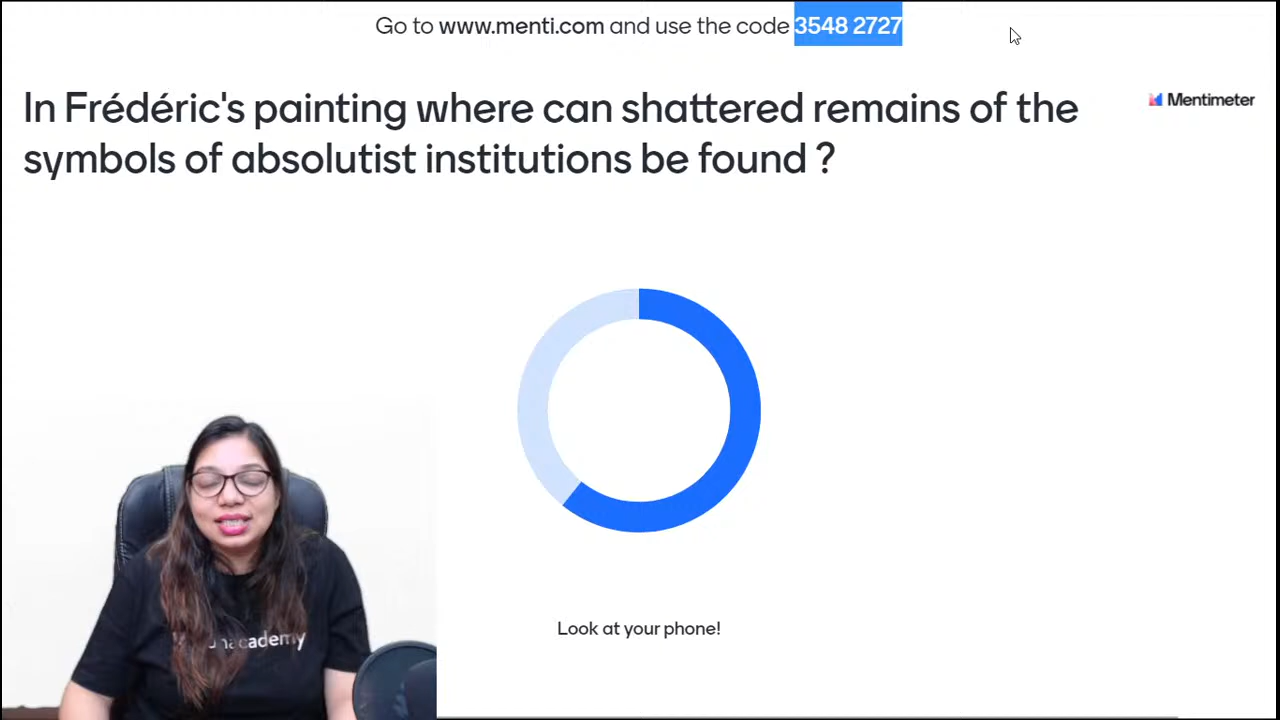 Go to www.menti.com and use the code 3548 2727
In Frédéric's painting where can shattered remains of the
symbols of absolutist institutions be found ?
Mentimeter
Look at your phone!